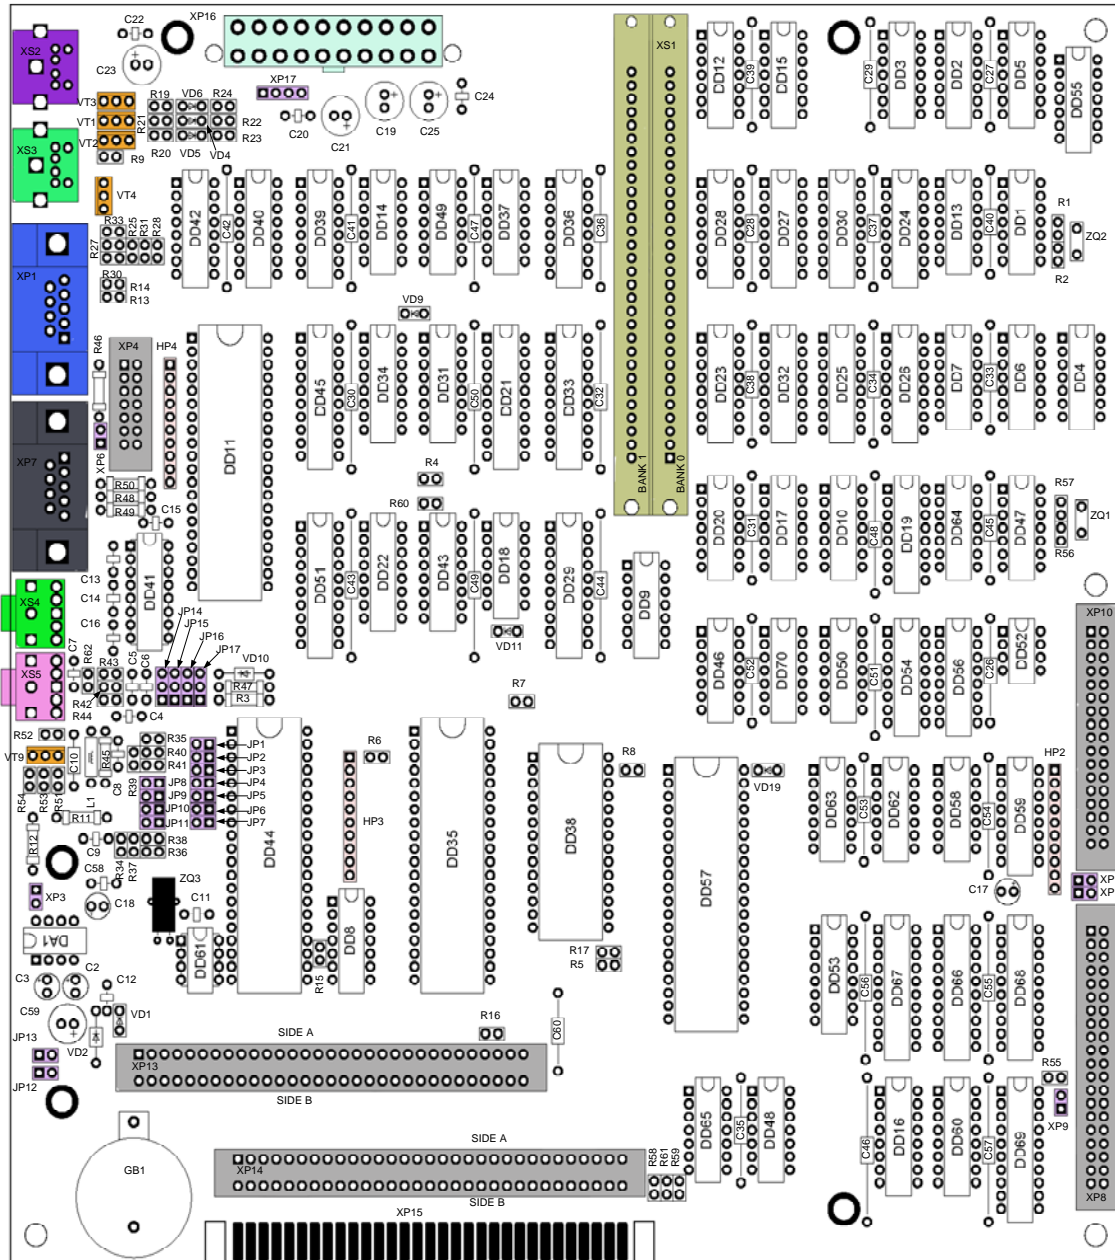 C22
XP16
XS2
C23
XS1
C39
DD12
DD15
C29
DD3
DD2
C27
DD5
DD55
XP17
C24
VT3
R19
VD6
R24
VT1
R21
R22
C20
C21
C19
C25
VT2
R20
VD5
VD4
R23
XS3
R9
VT4
DD42
C42
DD40
DD39
C41
DD14
DD49
C47
DD37
DD36
C36
DD28
C28
DD27
DD30
C37
DD24
DD13
C40
DD1
R1
ZQ2
R2
R33
R27
R25
R31
R28
XP1
R30
R14
R13
VD9
R46
XP4
HP4
DD11
DD45
C30
DD34
DD31
C50
DD21
DD33
C32
DD23
C38
DD32
DD25
C34
DD26
DD7
C33
DD6
DD4
XP7
XP6
BANK 1
BANK 0
R4
R50
R48
R49
R60
C15
DD20
C31
DD17
DD10
C48
DD19
DD64
C45
DD47
R57
ZQ1
R56
C13
C14
C16
DD41
DD51
C43
DD22
DD43
C49
DD18
DD29
C44
DD9
XS4
JP14
JP15
JP16
JP17
VD11
XP10
C7
R62
R43
C5
C6
VD10
R47
R3
XS5
R42
R44
C4
R7
DD46
C52
DD70
DD50
C51
DD54
DD56
C26
DD52
R52
VT9
C10
R45
C8
R35
R40
R41
R39
JP1
JP2
JP3
JP4
JP5
JP6
JP7
JP8
JP9
JP10
JP11
R6
R8
VD19
HP2
R54
R53
R5
L1
R11
HP3
DD44
DD35
DD38
DD57
DD63
C53
DD62
DD58
C54
DD59
R12
C9
R38
R36
R34
R37
C58
ZQ3
C18
C11
XP3
C17
XP
XP
DA1
DD61
DD8
R15
R17
R5
DD53
C56
DD67
DD66
C55
DD68
C3
C2
C12
C59
VD1
VD2
R16
C60
JP13
JP12
SIDE A
XP13
SIDE B
R55
XP9
DD65
C35
DD48
C46
DD16
DD60
C57
DD69
XP8
GB1
SIDE A
XP14
SIDE B
R58
R61
R59
XP15